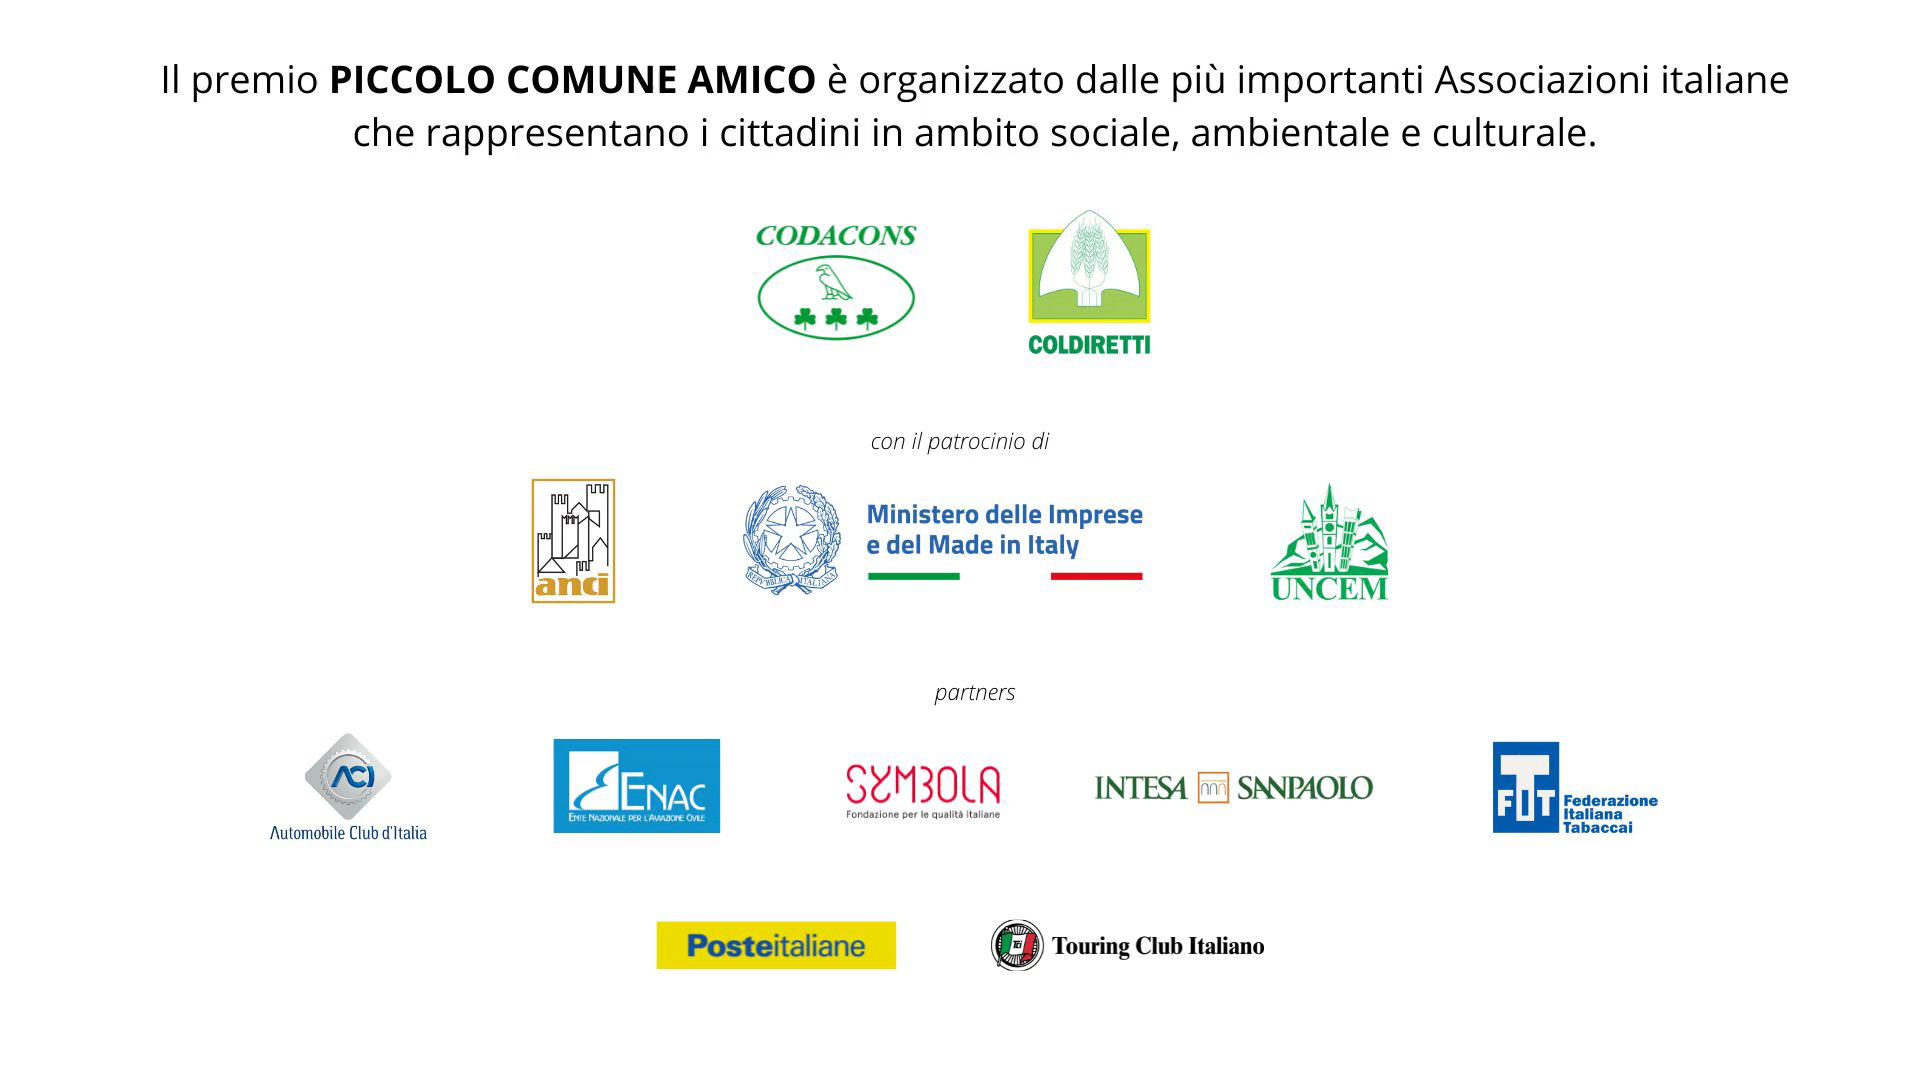 Il premio PICCOLO COMUNE AMICO è organizzato dalle più importanti Associazioni italiane
che rappresentano i cittadini in ambito sociale, ambientale e culturale.
CODACONS
COLDIRETTI
con il patrocinio di
anci
REPVBBLICA ITALIANA
Ministero delle Imprese
e del Made in Italy
UNCEM
partners
ACI
Automobile Club d'Italia
ENAC
ENTE NAZIONALE PER L'AVIAZIONE CIVILE
SYMBOLA
Fondazione per le qualità italiane
INTESA SANPAOLO
FIT
Federazione
Italiana
Tabaccai
Posteitaliane
TCI
Touring Club Italiano